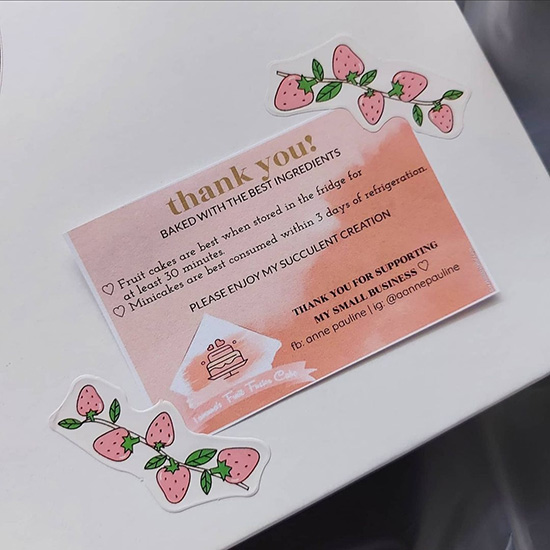 thank you!
BAKED WITH THE BEST INGREDIENTS
♡ Fruit cakes are best when stored in the fridge for
at least 30 minutes.
♡ Minicakes are best consumed within 3 days of refrigeration.
PLEASE ENJOY MY SUCCULENT CREATION
THANK YOU FOR SUPPORTING
MY SMALL BUSINESS ♡
fb: anne pauline | ig: @aannepauline
Cake